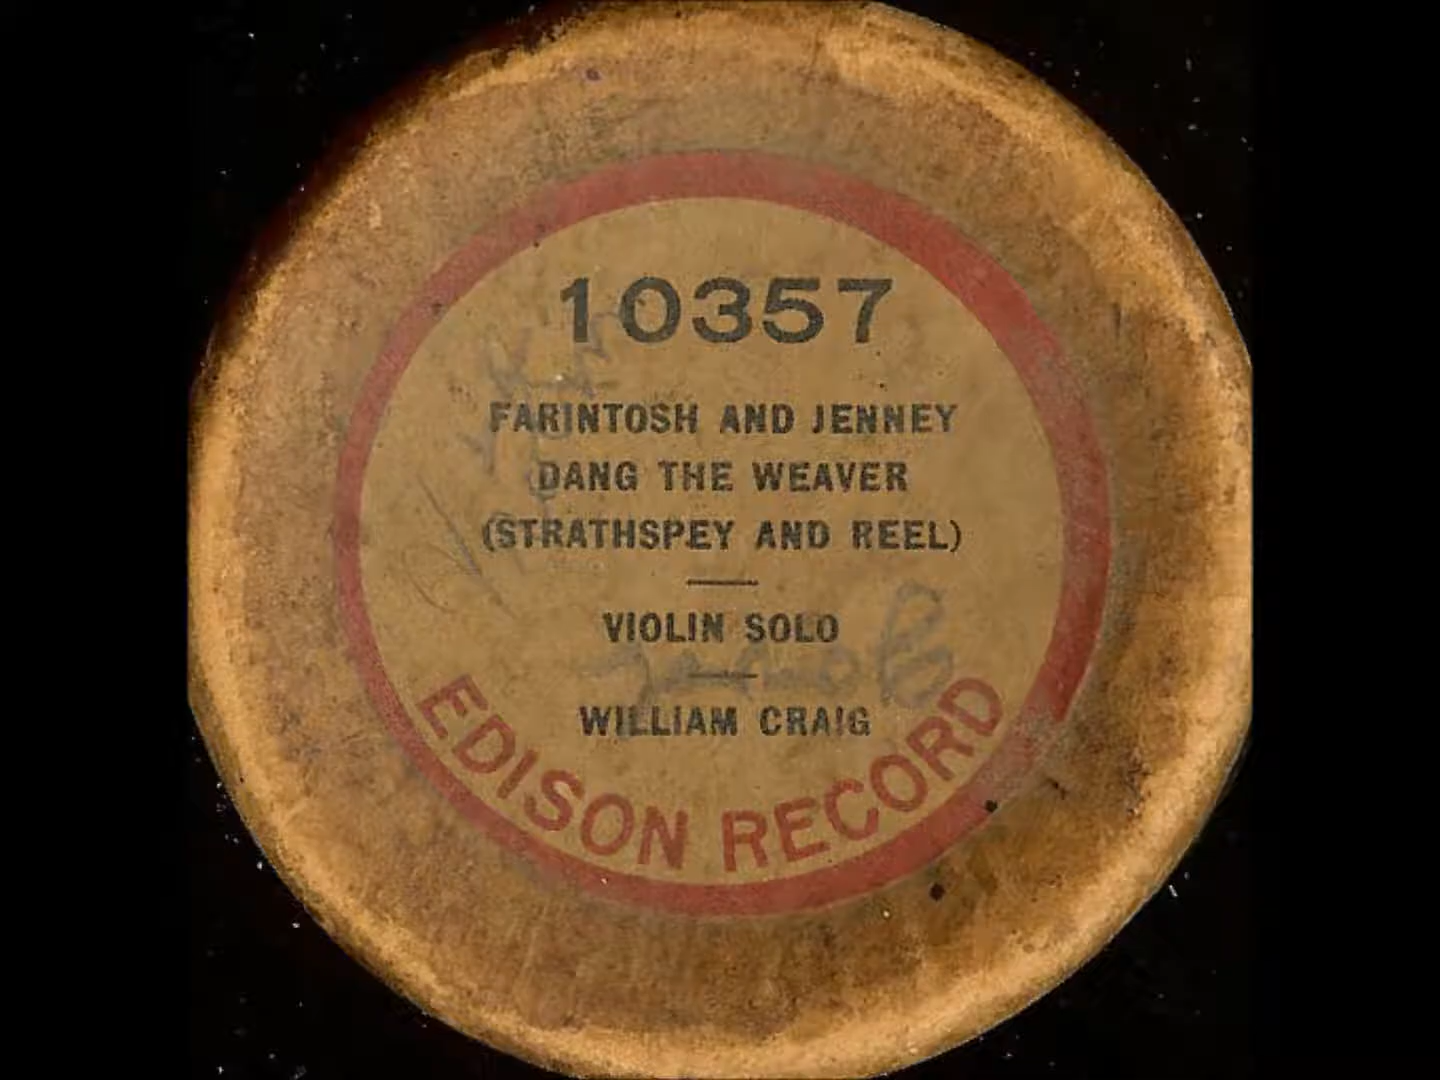 10357
FARINTOSH AND JENNEY
DANG THE WEAVER
(STRATHSPEY AND REEL)
VIOLIN SOLO
WILLIAM CRAIG
EDISON RECORD